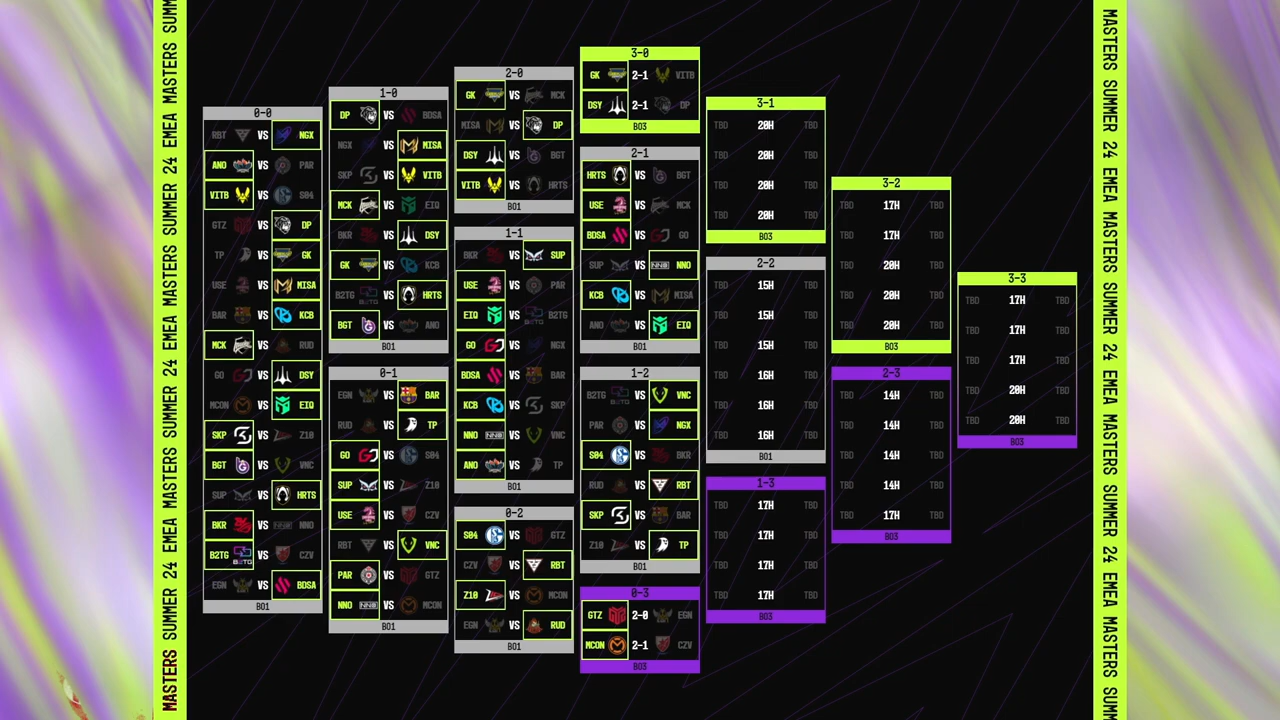 MASTERS SUMMER 24 EMEA MASTERS SUMMER 24 EMEA MASTERS SUMM
0-0
RBT VS NGX
ANO VS PAR
VITB VS S04
GTZ VS DP
TP VS GK
USE VS MISA
BAR VS KCB
MCK VS RUD
GO VS DSY
MCON VS EIQ
SKP VS Z10
BGT VS VNC
SUP VS HRTS
BKR VS NNO
B2TG VS CZV
EGN VS BDSA
BO1
1-0
DP VS BDSA
NGX VS MISA
SKP VS VITB
MCK VS EIQ
BKR VS DSY
GK VS KCB
B2TG VS HRTS
BGT VS ANO
BO1
0-1
EGN VS BAR
RUD VS TP
GO VS S04
SUP VS Z10
USE VS CZV
RBT VS VNC
PAR VS GTZ
NNO VS MCON
BO1
2-0
GK VS MCK
MISA VS DP
DSY VS BGT
VITB VS HRTS
BO1
1-1
BKR VS SUP
USE VS PAR
EIQ VS B2TG
GO VS NGX
BDSA VS BAR
KCB VS SKP
NNO VS VNC
ANO VS TP
BO1
0-2
S04 VS GTZ
CZV VS RBT
Z10 VS MCON
EGN VS RUD
BO1
3-0
GK 2-1 VITB
DSY 2-1 DP
BO3
2-1
HRTS VS BGT
USE VS MCK
BDSA VS GO
SUP VS NNO
KCB VS MISA
ANO VS EIQ
BO1
1-2
B2TG VS VNC
PAR VS NGX
S04 VS BKR
RUD VS RBT
SKP VS BAR
Z10 VS TP
BO1
0-3
GTZ 2-0 EGN
MCON 2-1 CZV
BO3
3-1
TBD 20H TBD
TBD 20H TBD
TBD 20H TBD
TBD 20H TBD
BO3
2-2
TBD 15H TBD
TBD 15H TBD
TBD 15H TBD
TBD 16H TBD
TBD 16H TBD
TBD 16H TBD
BO1
1-3
TBD 17H TBD
TBD 17H TBD
TBD 17H TBD
TBD 17H TBD
BO3
3-2
TBD 17H TBD
TBD 17H TBD
TBD 20H TBD
TBD 20H TBD
TBD 20H TBD
BO3
2-3
TBD 14H TBD
TBD 14H TBD
TBD 14H TBD
TBD 14H TBD
TBD 17H TBD
BO3
3-3
TBD 17H TBD
TBD 17H TBD
TBD 17H TBD
TBD 20H TBD
TBD 20H TBD
BO3
MASTERS SUMMER 24 EMEA MASTERS SUMMER 24 EMEA MASTERS SUMM